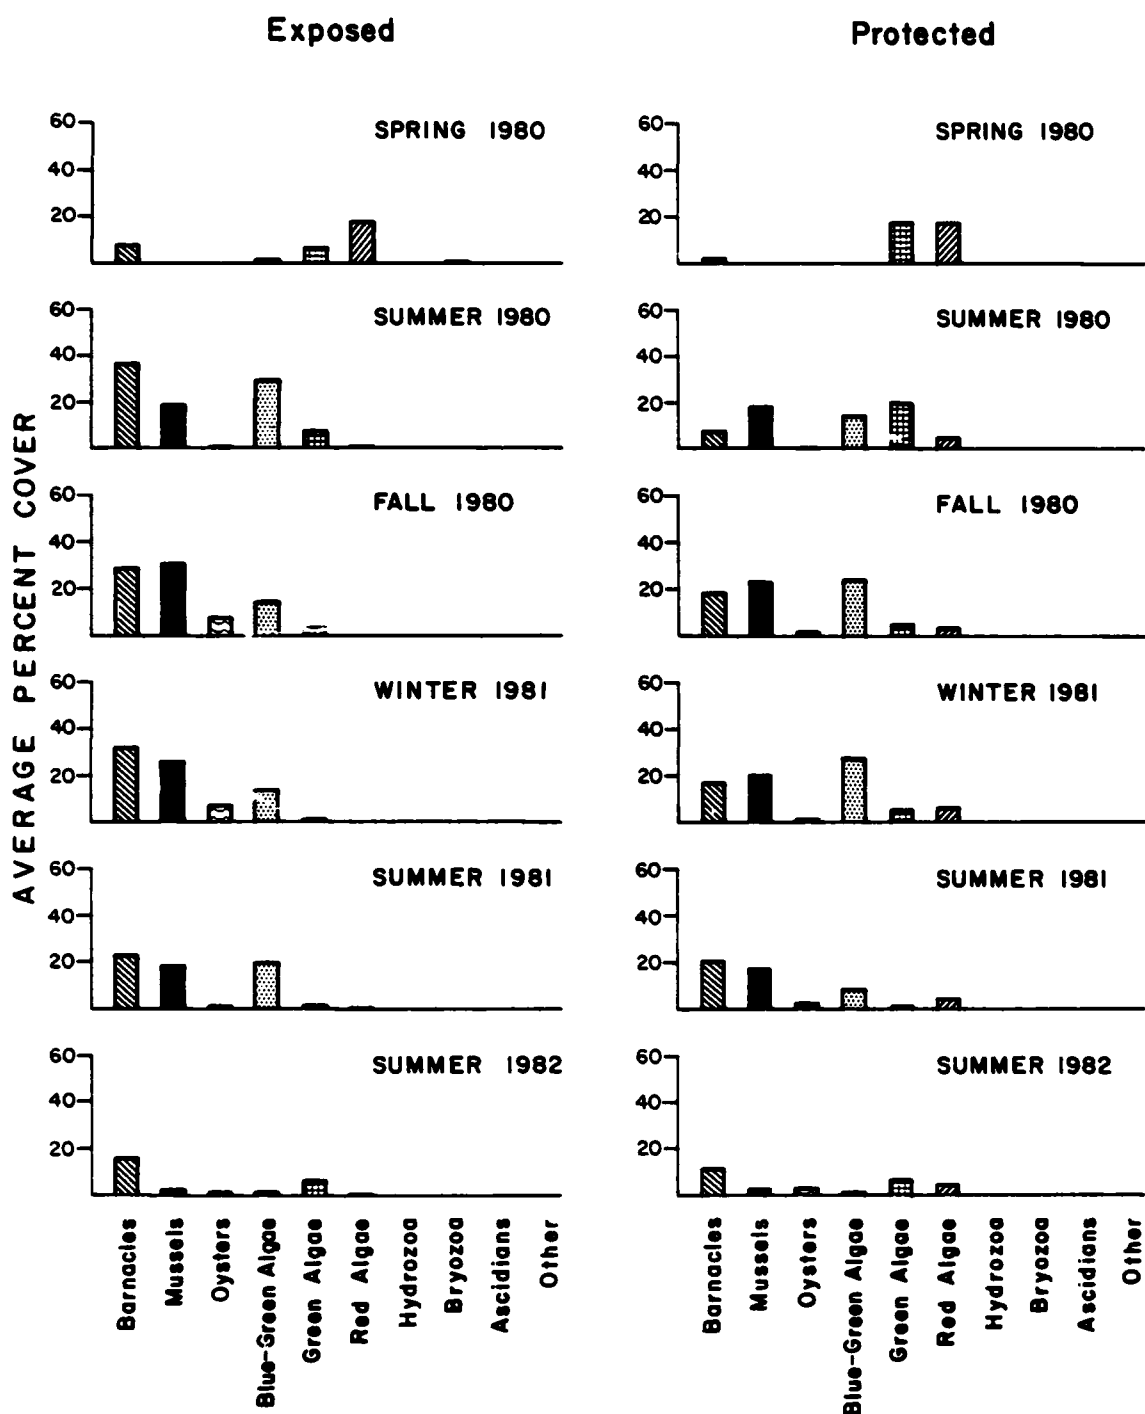 Exposed
Protected
AVERAGE PERCENT COVER
60
40
20
SPRING 1980
60
40
20
SPRING 1980
60
40
20
SUMMER 1980
60
40
20
SUMMER 1980
60
40
20
FALL 1980
60
40
20
FALL 1980
60
40
20
WINTER 1981
60
40
20
WINTER 1981
60
40
20
SUMMER 1981
60
40
20
SUMMER 1981
60
40
20
SUMMER 1982
60
40
20
SUMMER 1982
Barnacles
Mussels
Oysters
Blue-Green Algae
Green Algae
Red Algae
Hydrozoa
Bryozoa
Ascidians
Other
Barnacles
Mussels
Oysters
Blue-Green Algae
Green Algae
Red Algae
Hydrozoa
Bryozoa
Ascidians
Other